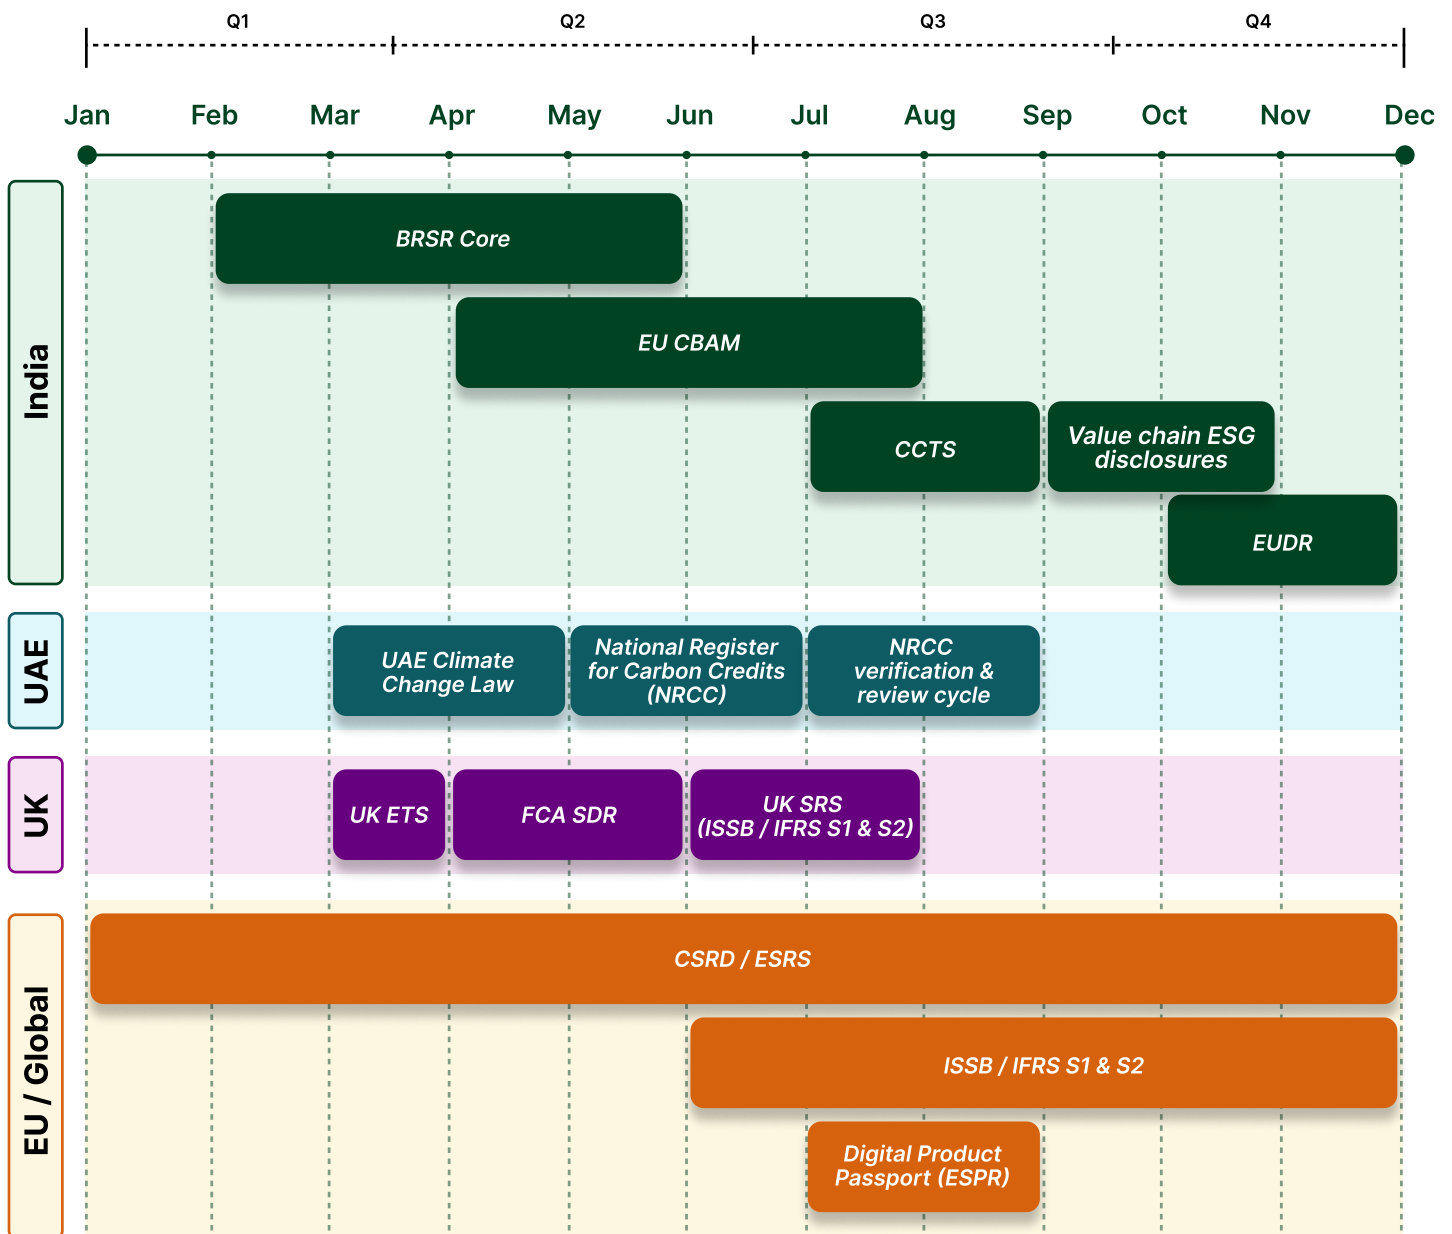 Q1 Q2 Q3 Q4
Jan Feb Mar Apr May Jun Jul Aug Sep Oct Nov Dec
India
BRSR Core
EU CBAM
CCTS
Value chain ESG
disclosures
EUDR
UAE
UAE Climate
Change Law
National Register
for Carbon Credits
(NRCC)
NRCC
verification &
review cycle
UK
UK ETS
FCA SDR
UK SRS
(ISSB / IFRS S1 & S2)
EU / Global
CSRD / ESRS
ISSB / IFRS S1 & S2
Digital Product
Passport (ESPR)